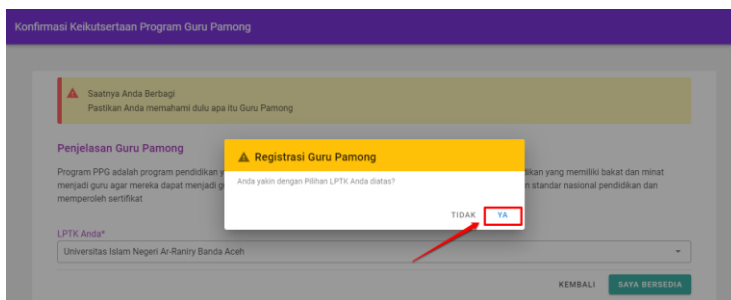 Konfirmasi Keikutsertaan Program Guru Pamong
Saatnya Anda Berbagi
Pastikan Anda memahami dulu apa itu Guru Pamong
Penjelasan Guru Pamong
Registrasi Guru Pamong
Program PPG adalah program pendidikan y
dikan yang memiliki bakat dan minat
Anda yakin dengan Pilihan LPTK Anda diatas?
menjadi guru agar mereka dapat menjadi g
n standar nasional pendidikan dan
memperoleh sertifikat
TIDAK YA
LPTK Anda*
Universitas Islam Negeri Ar-Raniry Banda Aceh
KEMBALI SAYA BERSEDIA